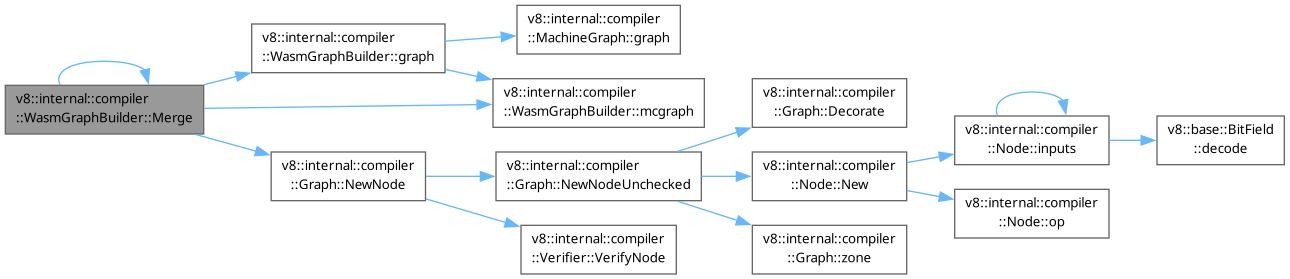 v8::internal::compiler
::WasmGraphBuilder::Merge
v8::internal::compiler
::WasmGraphBuilder::graph
v8::internal::compiler
::MachineGraph::graph
v8::internal::compiler
::WasmGraphBuilder::mcgraph
v8::internal::compiler
::Graph::NewNode
v8::internal::compiler
::Graph::NewNodeUnchecked
v8::internal::compiler
::Graph::Decorate
v8::internal::compiler
::Node::New
v8::internal::compiler
::Node::inputs
v8::base::BitField
::decode
v8::internal::compiler
::Node::op
v8::internal::compiler
::Graph::zone
v8::internal::compiler
::Verifier::VerifyNode